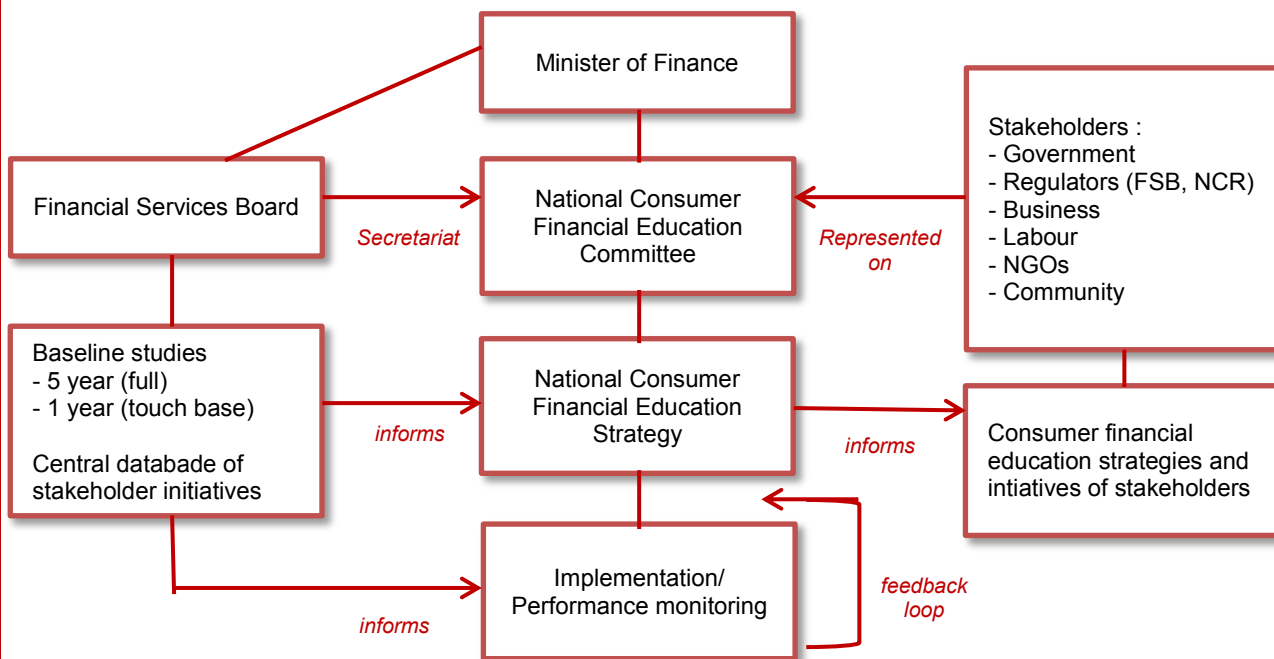 Minister of Finance
Stakeholders :
- Government
- Regulators (FSB, NCR)
- Business
- Labour
- NGOs
- Community
Financial Services Board
Secretariat
National Consumer
Financial Education
Committee
Represented
on
Baseline studies
- 5 year (full)
- 1 year (touch base)
Central databade of
stakeholder initiatives
informs
National Consumer
Financial Education
Strategy
informs
Consumer financial
education strategies and
intiatives of stakeholders
informs
Implementation/
Performance monitoring
feedback
loop